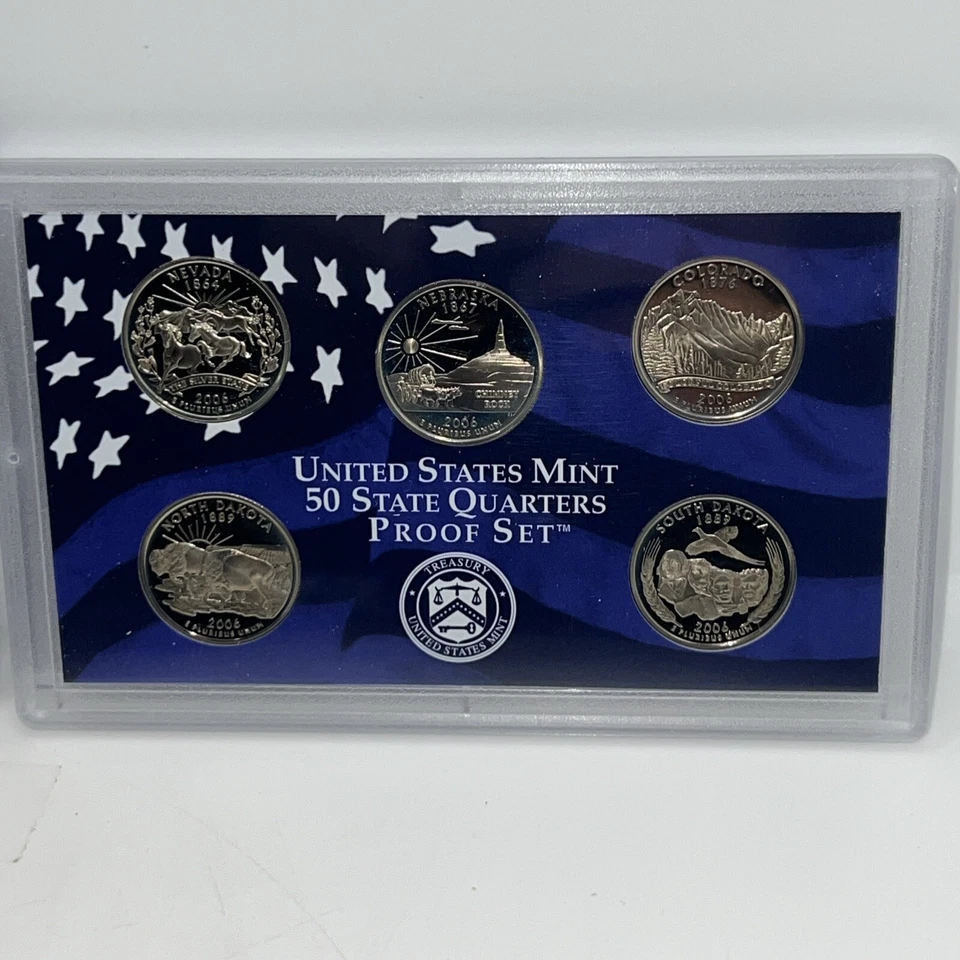 NEVADA
1864
THE SILVER STATE
2006
E PLURIBUS UNUM
NEBRASKA
1867
CHIMNEY
ROCK
2006
E PLURIBUS UNUM
COLORADO
1876
COLORFUL COLORADO
2006
E PLURIBUS UNUM
UNITED STATES MINT
50 STATE QUARTERS
PROOF SET™
NORTH DAKOTA
1889
2006
E PLURIBUS UNUM
TREASURY
UNITED STATES MINT
SOUTH DAKOTA
1889
2006
E PLURIBUS UNUM